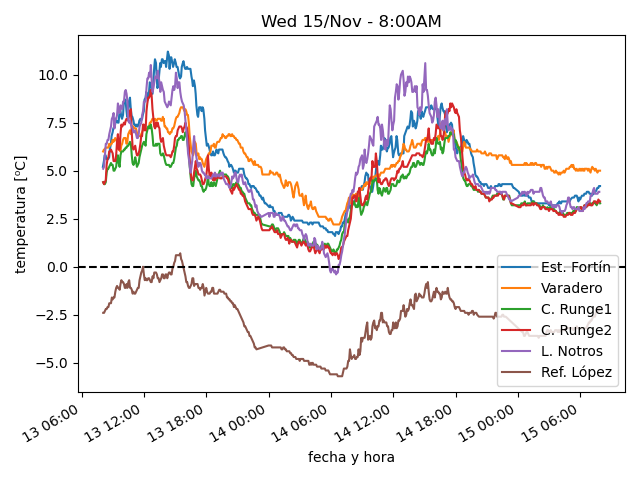 Wed 15/Nov - 8:00AM
temperatura [ºC]
10.0
7.5
5.0
2.5
0.0
−2.5
−5.0
Est. Fortín
Varadero
C. Runge1
C. Runge2
L. Notros
Ref. López
13 06:00
13 12:00
13 18:00
14 00:00
14 06:00
14 12:00
14 18:00
15 00:00
15 06:00
fecha y hora